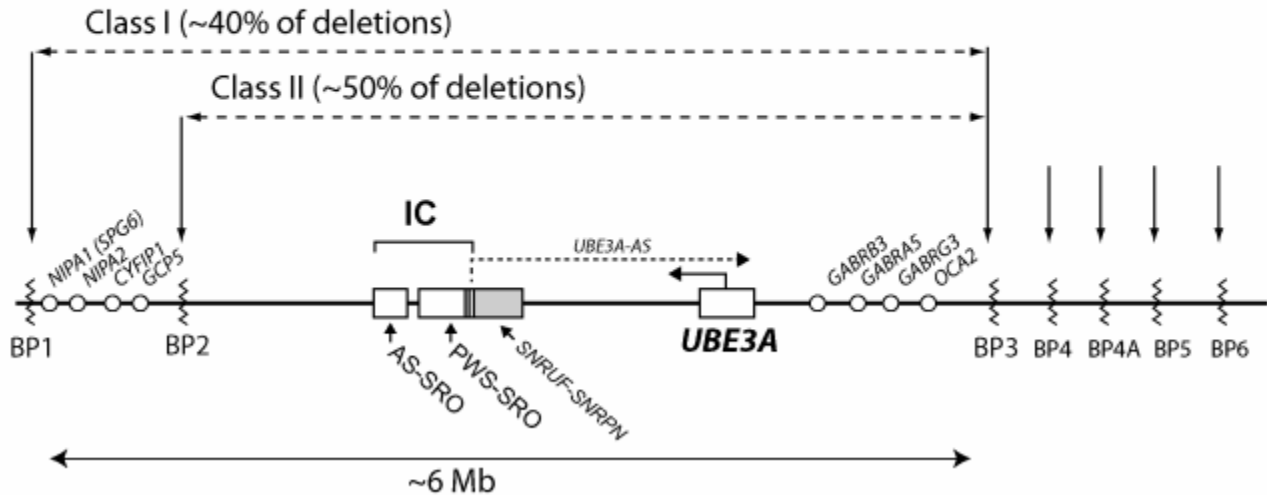 Class I (~40% of deletions)
Class II (~50% of deletions)
IC
UBE3A-AS
NIPA1 (SPG6)
NIPA2
CYFIP1
GCP5
GABRB3
GABRA5
GABRG3
OCA2
BP1
BP2
UBE3A
BP3
BP4
BP4A
BP5
BP6
AS-SRO
PWS-SRO
SNRUF-SNRPN
~6 Mb